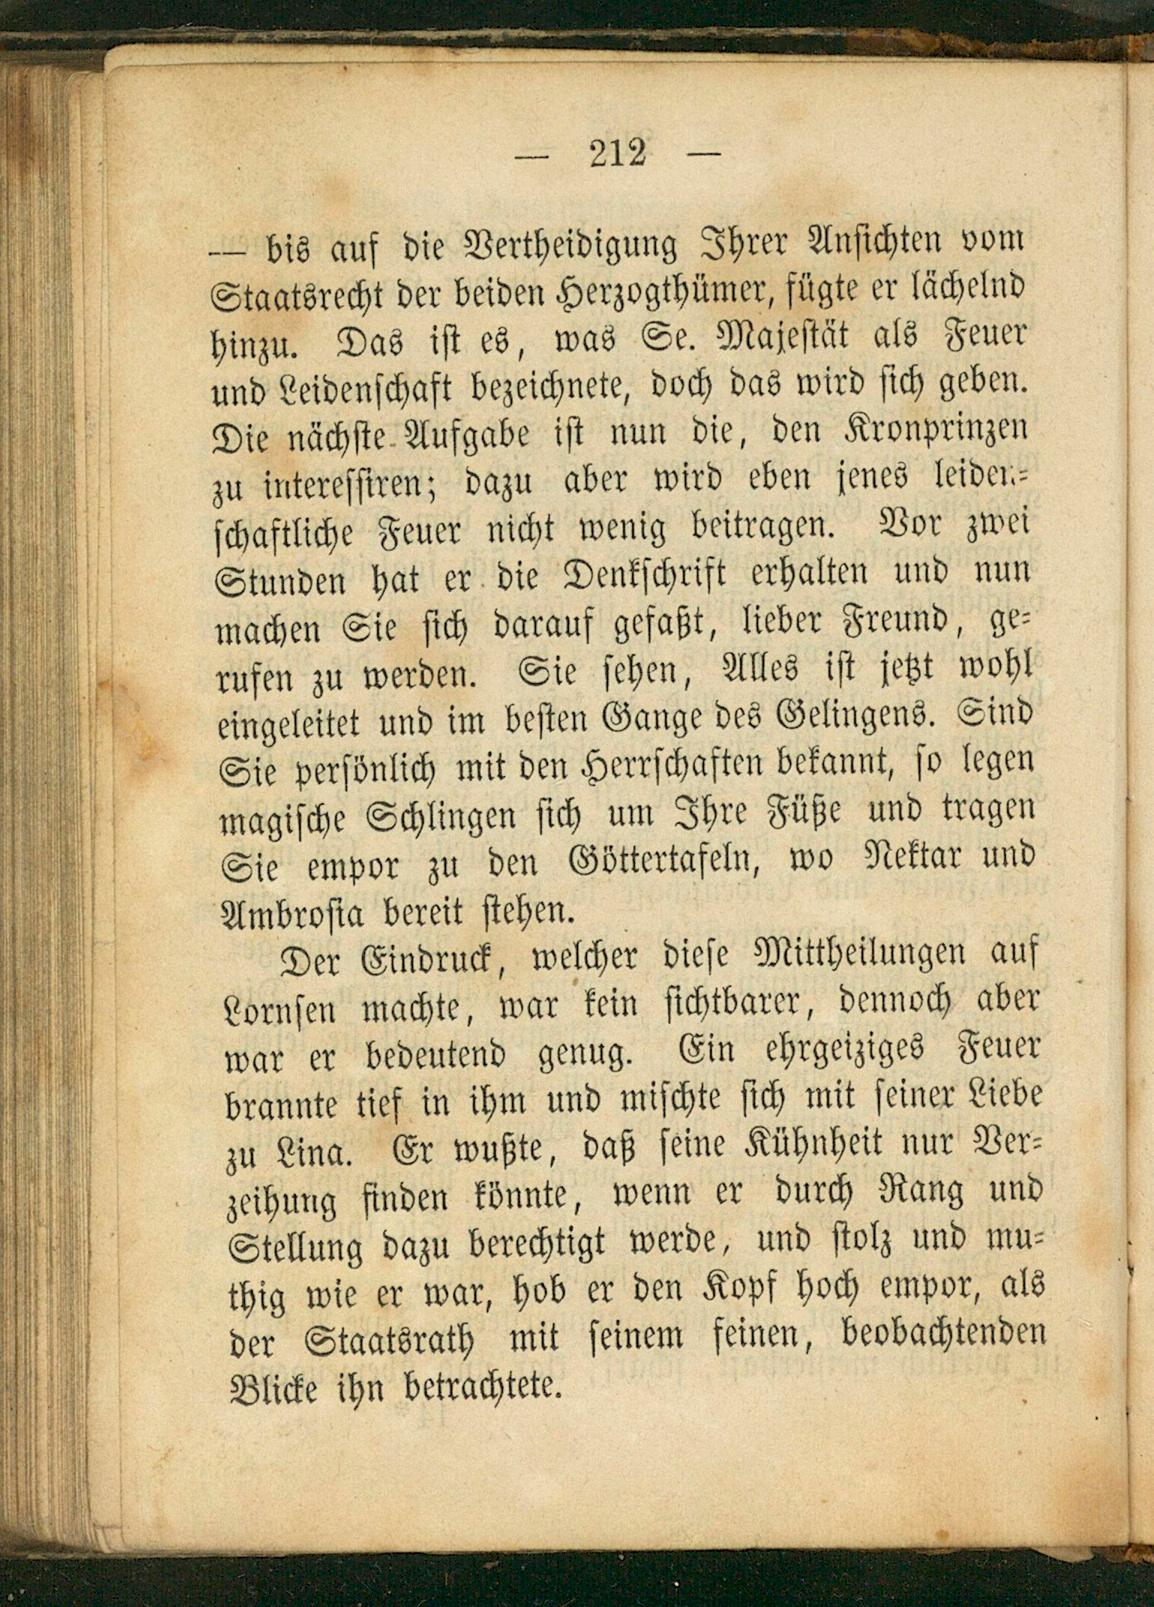 — 212 —
— bis auf die Vertheidigung Ihrer Ansichten vom
Staatsrecht der beiden Herzogthümer, fügte er lächelnd
hinzu. Das ist es, was Se. Majestät als Feuer
und Leidenschaft bezeichnete, doch das wird sich geben.
Die nächste Aufgabe ist nun die, den Kronprinzen
zu interessiren; dazu aber wird eben jenes leiden-
schaftliche Feuer nicht wenig beitragen. Vor zwei
Stunden hat er die Denkschrift erhalten und nun
machen Sie sich darauf gefaßt, lieber Freund, ge-
rufen zu werden. Sie sehen, Alles ist jetzt wohl
eingeleitet und im besten Gange des Gelingens. Sind
Sie persönlich mit den Herrschaften bekannt, so legen
magische Schlingen sich um Ihre Füße und tragen
Sie empor zu den Göttertafeln, wo Nektar und
Ambrosia bereit stehen.
Der Eindruck, welcher diese Mittheilungen auf
Lornsen machte, war kein sichtbarer, dennoch aber
war er bedeutend genug. Ein ehrgeiziges Feuer
brannte tief in ihm und mischte sich mit seiner Liebe
zu Lina. Er wußte, daß seine Kühnheit nur Ver-
zeihung finden könnte, wenn er durch Rang und
Stellung dazu berechtigt werde, und stolz und mu-
thig wie er war, hob er den Kopf hoch empor, als
der Staatsrath mit seinem feinen, beobachtenden
Blicke ihn betrachtete.